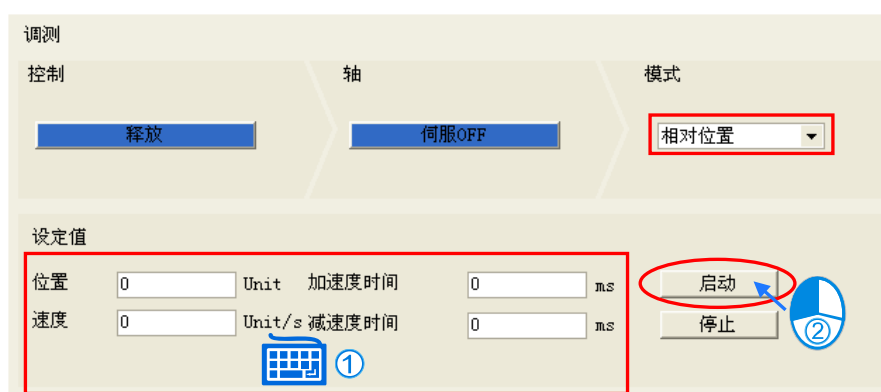 调测
控制 轴 模式
释放 伺服OFF 相对位置
设定值
位置 0 Unit 加速度时间 0 ms 启动
速度 0 Unit/s 减速度时间 0 ms 停止
① ②